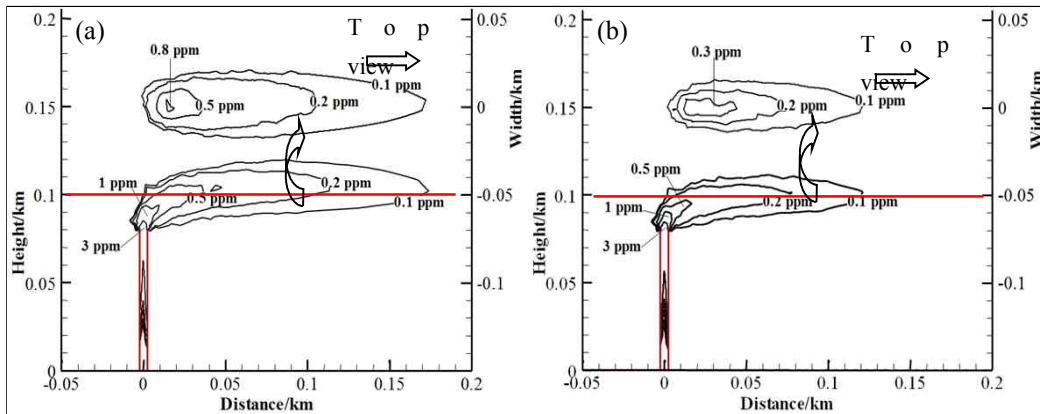 (a)
T o p
view
0.8 ppm
0.5 ppm
0.2 ppm
0.1 ppm
1 ppm
0.5 ppm
0.2 ppm
0.1 ppm
3 ppm
0.2
0.15
0.1
0.05
0
Height/km
0.05
0
-0.05
-0.1
Width/km
-0.05
0
0.05
0.1
0.15
0.2
Distance/km
(b)
T o p
view
0.3 ppm
0.2 ppm
0.1 ppm
0.5 ppm
1 ppm
0.2 ppm
0.1 ppm
3 ppm
0.2
0.15
0.1
0.05
0
Height/km
0.05
0
-0.05
-0.1
Width/km
-0.05
0
0.05
0.1
0.15
0.2
Distance/km